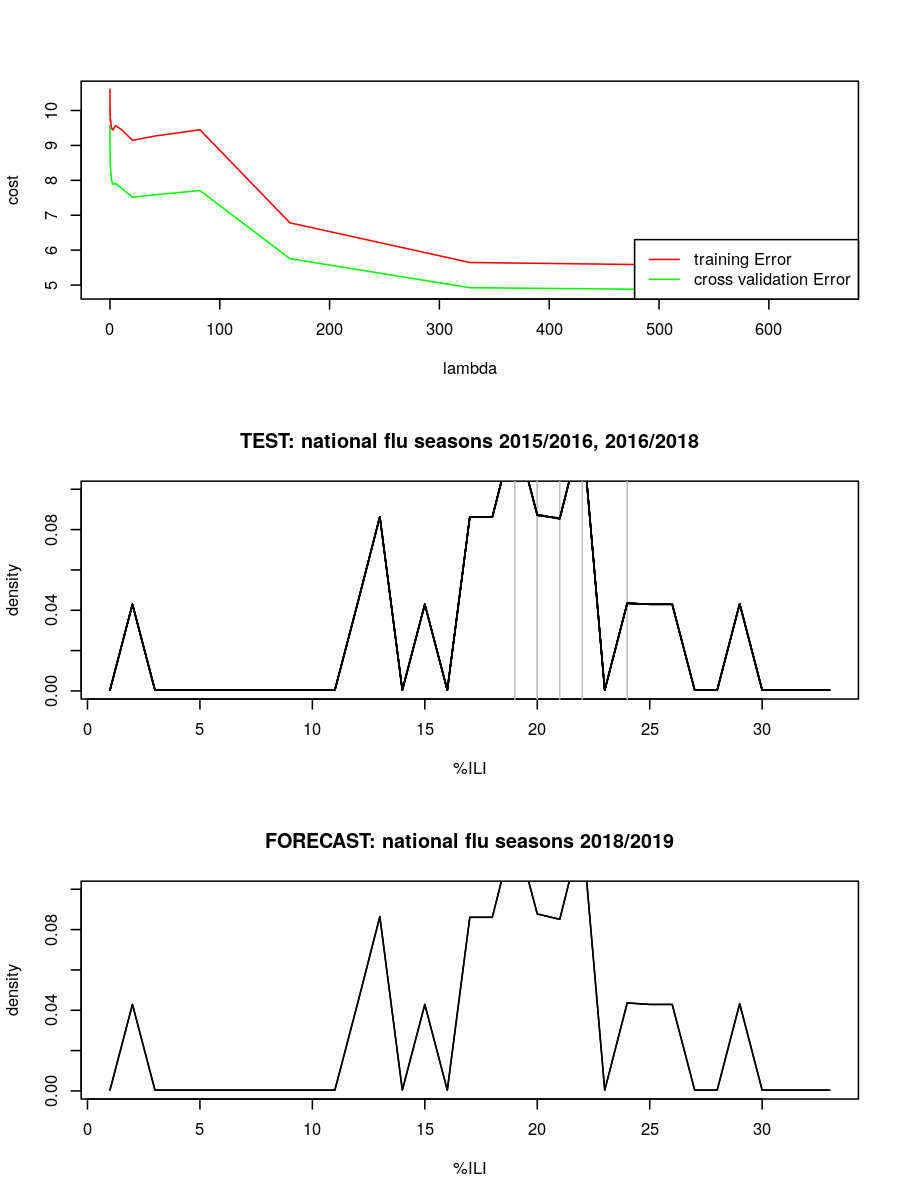 cost
10
9
8
7
6
5
training Error
cross validation Error
0 100 200 300 400 500 600
lambda
TEST: national flu seasons 2015/2016, 2016/2018
density
0.08
0.04
0.00
0 5 10 15 20 25 30
%ILI
FORECAST: national flu seasons 2018/2019
density
0.08
0.04
0.00
0 5 10 15 20 25 30
%ILI